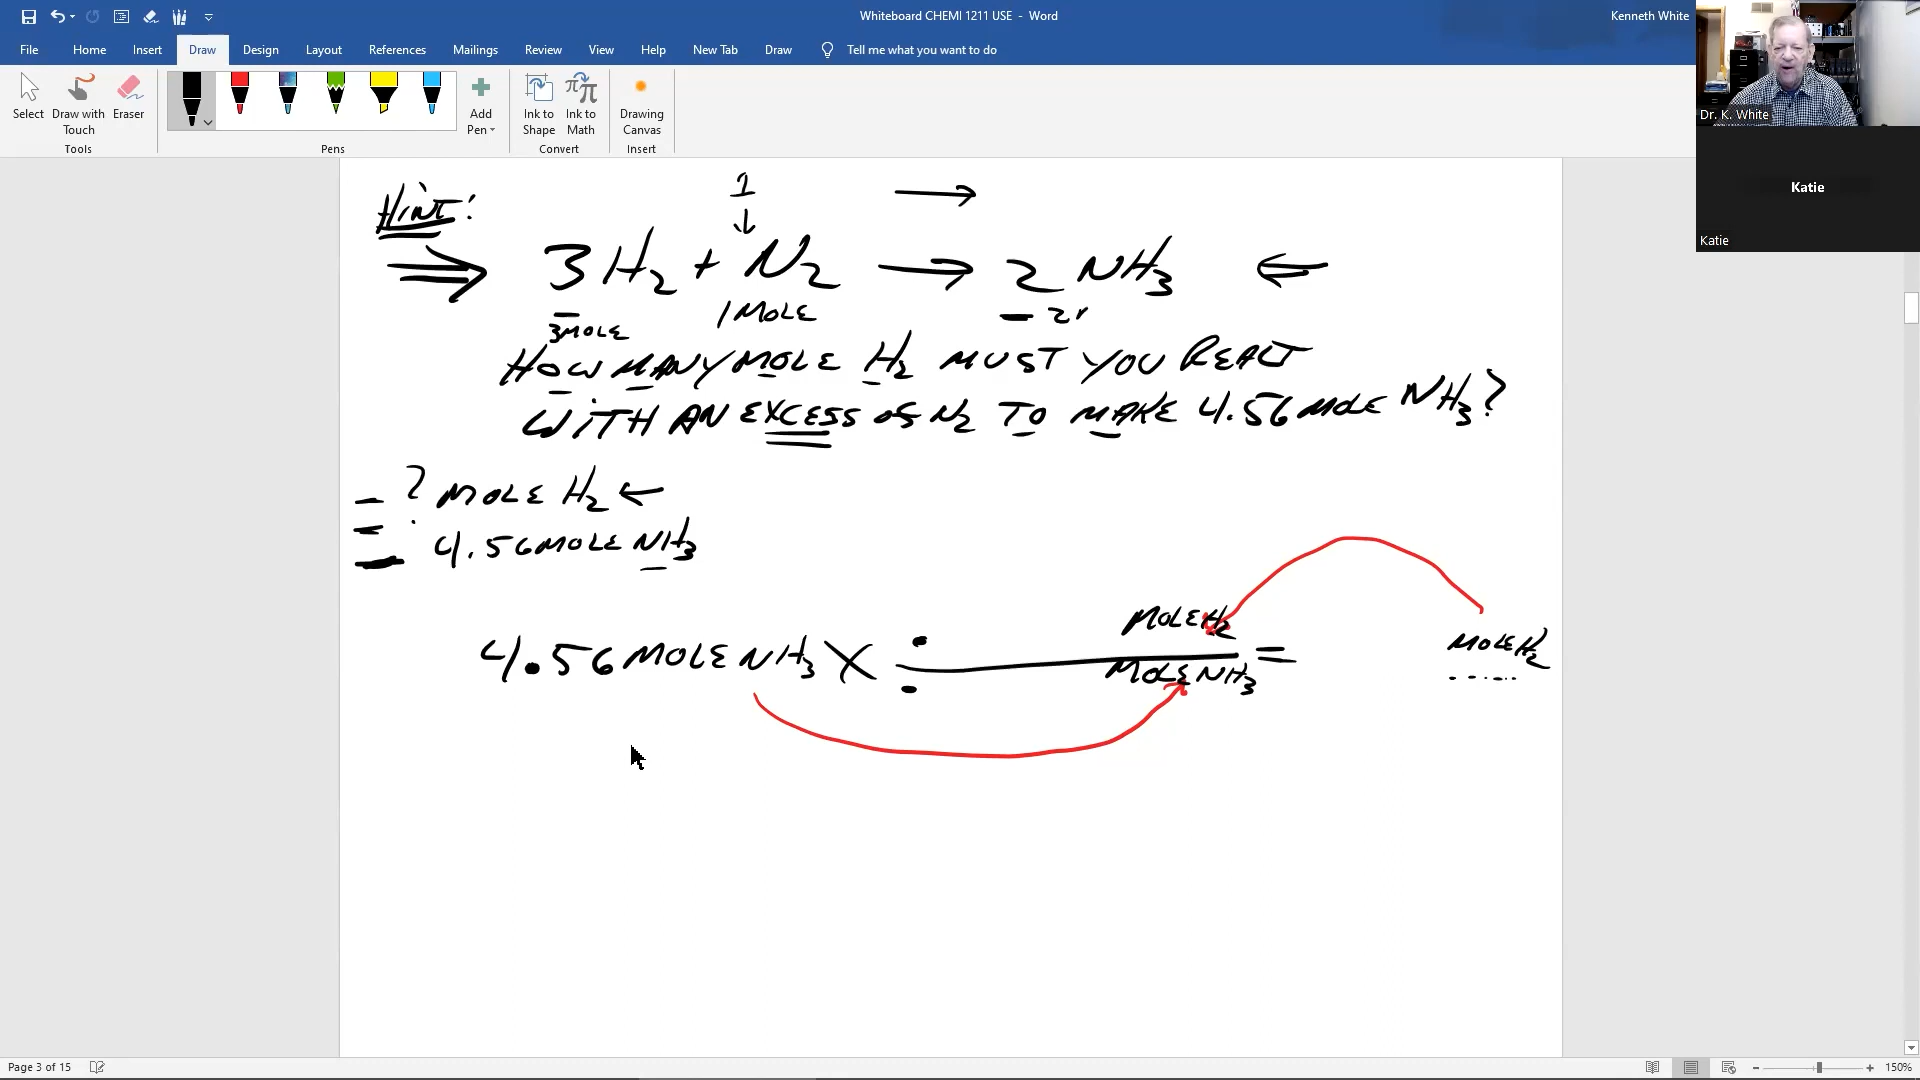 Whiteboard CHEMI 1211 USE - Word
Kenneth White
File Home Insert Draw Design Layout References Mailings Review View Help New Tab Draw Tell me what you want to do
Select Draw with Touch Eraser Add Pen Ink to Shape Ink to Math Drawing Canvas
Tools Pens Convert Insert
Dr. K. White
Katie
Katie
Hint:
1
3H2 + N2 → 2NH3
3MOLE 1MOLE
HOW MANY MOLE H2 MUST YOU REACT
WITH AN EXCESS OF N2 TO MAKE 4.56 MOLE NH3?
? MOLE H2 ←
4.56 MOLE NH3
MOLE H2
4.56 MOLE NH3 X = MOLE H2
MOLE NH3
Page 3 of 15
150%